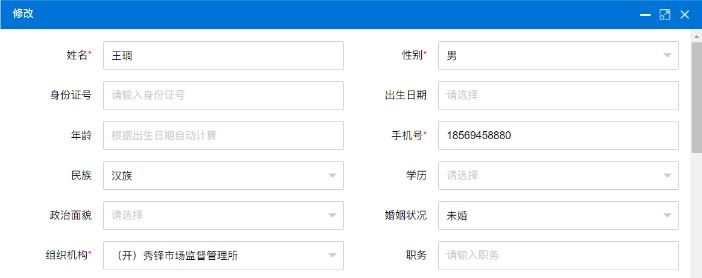 修改
姓名* 王琱 性别* 男
身份证号 请输入身份证号 出生日期 请选择
年龄 根据出生日期自动计算 手机号* 18569458880
民族 汉族 学历 请选择
政治面貌 请选择 婚姻状况 未婚
组织机构* （开）秀锋市场监督管理所 职务 请输入职务